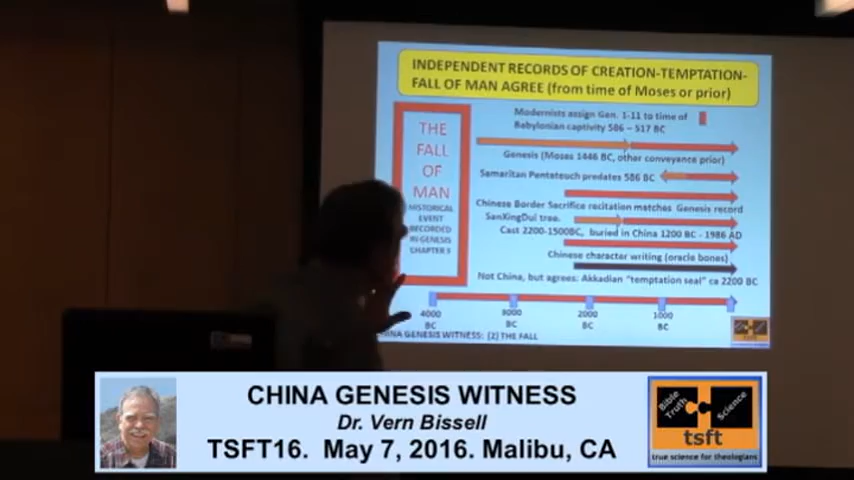 INDEPENDENT RECORDS OF CREATION-TEMPTATION-
FALL OF MAN AGREE (from time of Moses or prior)
THE
FALL
OF
MAN
HISTORICAL
EVENT
RECORDED
IN GENESIS
CHAPTER 3
Modernists assign Gen. 1-11 to time of
Babylonian captivity 586 – 517 BC
Genesis (Moses 1446 BC, other conveyance prior)
Samaritan Pentateuch predates 586 BC
Chinese Border Sacrifice recitation matches Genesis record
SanXingDui tree.
Cast 2200-1500BC, buried in China 1200 BC - 1986 AD
Chinese character writing (oracle bones)
Not China, but agrees: Akkadian "temptation seal" ca 2200 BC
4000
BC
3000
BC
2000
BC
1000
BC
GENESIS WITNESS: (2) THE FALL
CHINA GENESIS WITNESS
Dr. Vern Bissell
TSFT16. May 7, 2016. Malibu, CA
Bible
Truth
Science
tsft
true science for theologians